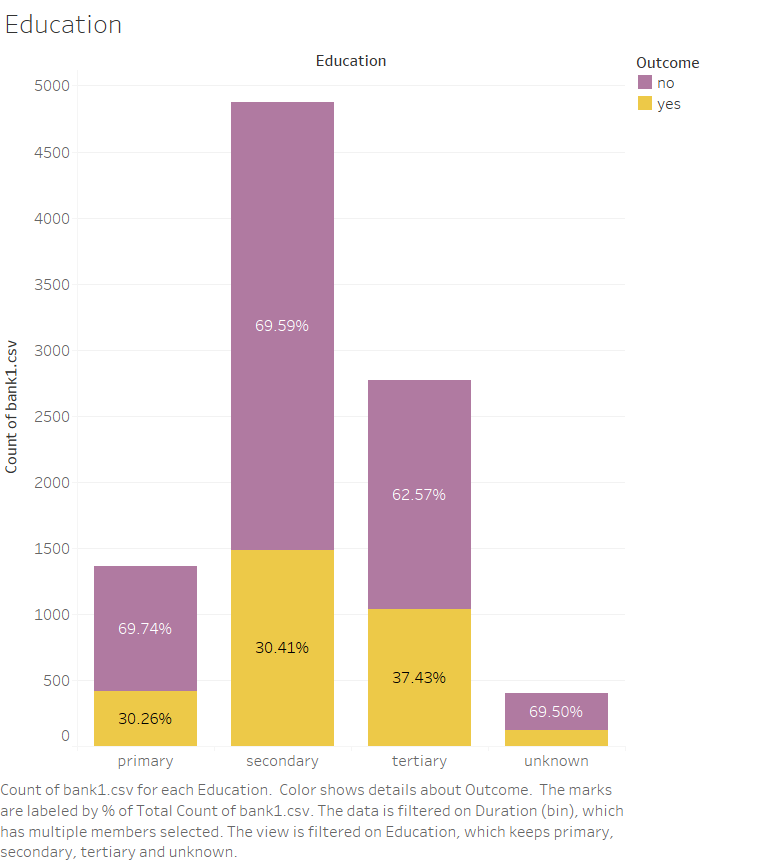 Education
Education
Outcome
no
yes
Count of bank1.csv
5000
4500
4000
3500
3000
2500
2000
1500
1000
500
0
69.59%
62.57%
69.74%
30.41%
37.43%
30.26%
69.50%
primary
secondary
tertiary
unknown
Count of bank1.csv for each Education.  Color shows details about Outcome.  The marks
are labeled by % of Total Count of bank1.csv. The data is filtered on Duration (bin), which
has multiple members selected. The view is filtered on Education, which keeps primary,
secondary, tertiary and unknown.